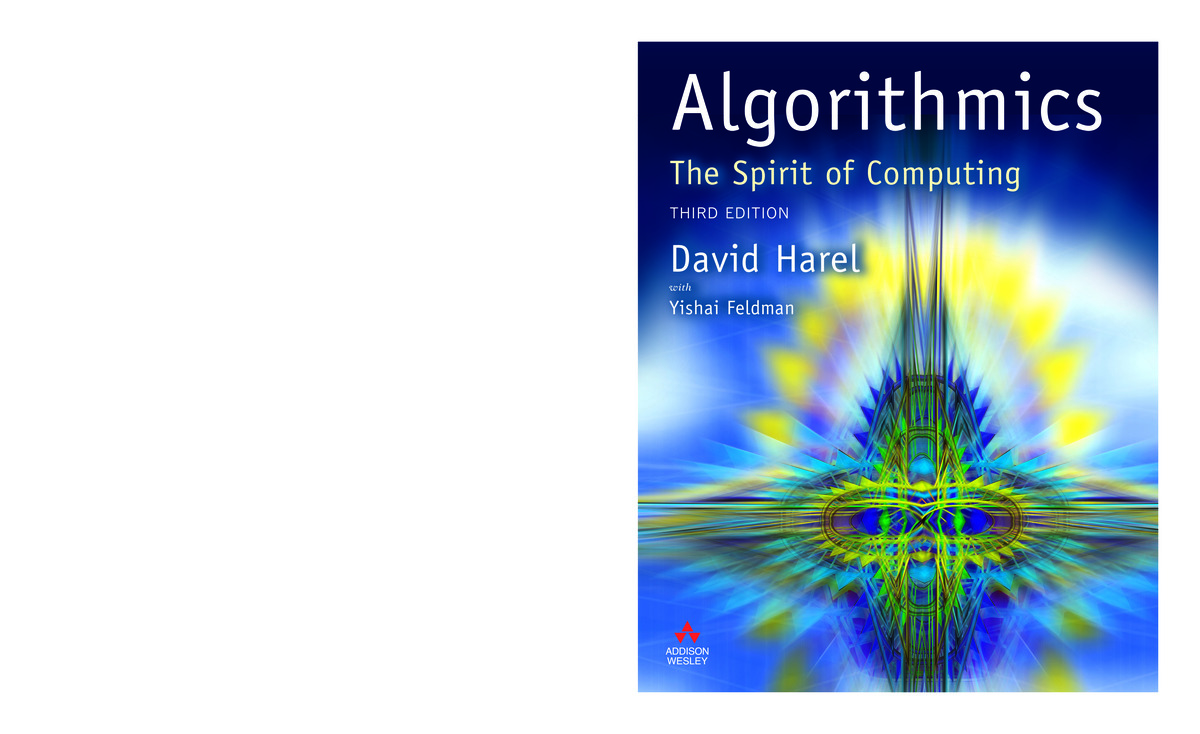 Algorithmics
The Spirit of Computing
THIRD EDITION
David Harel
with
Yishai Feldman
ADDISON
WESLEY